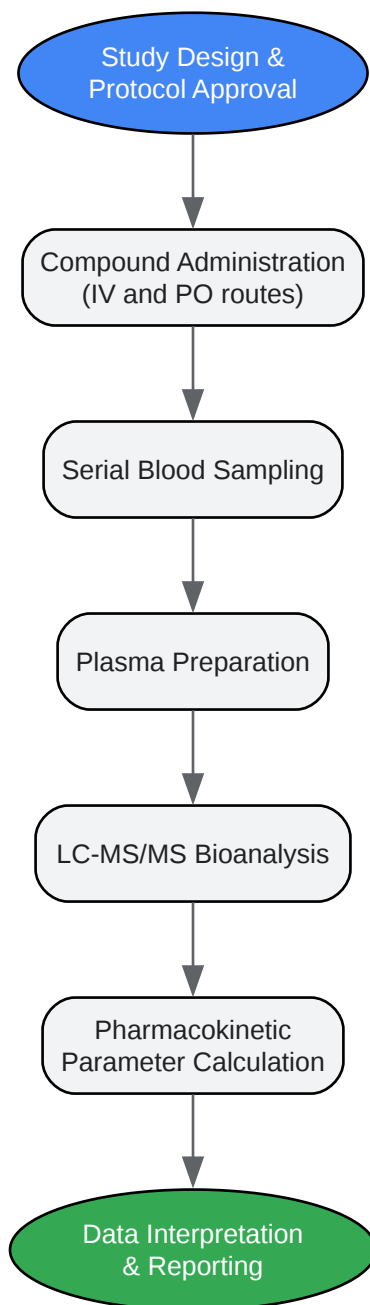 Study Design &
Protocol Approval
Compound Administration
(IV and PO routes)
Serial Blood Sampling
Plasma Preparation
LC-MS/MS Bioanalysis
Pharmacokinetic
Parameter Calculation
Data Interpretation
& Reporting